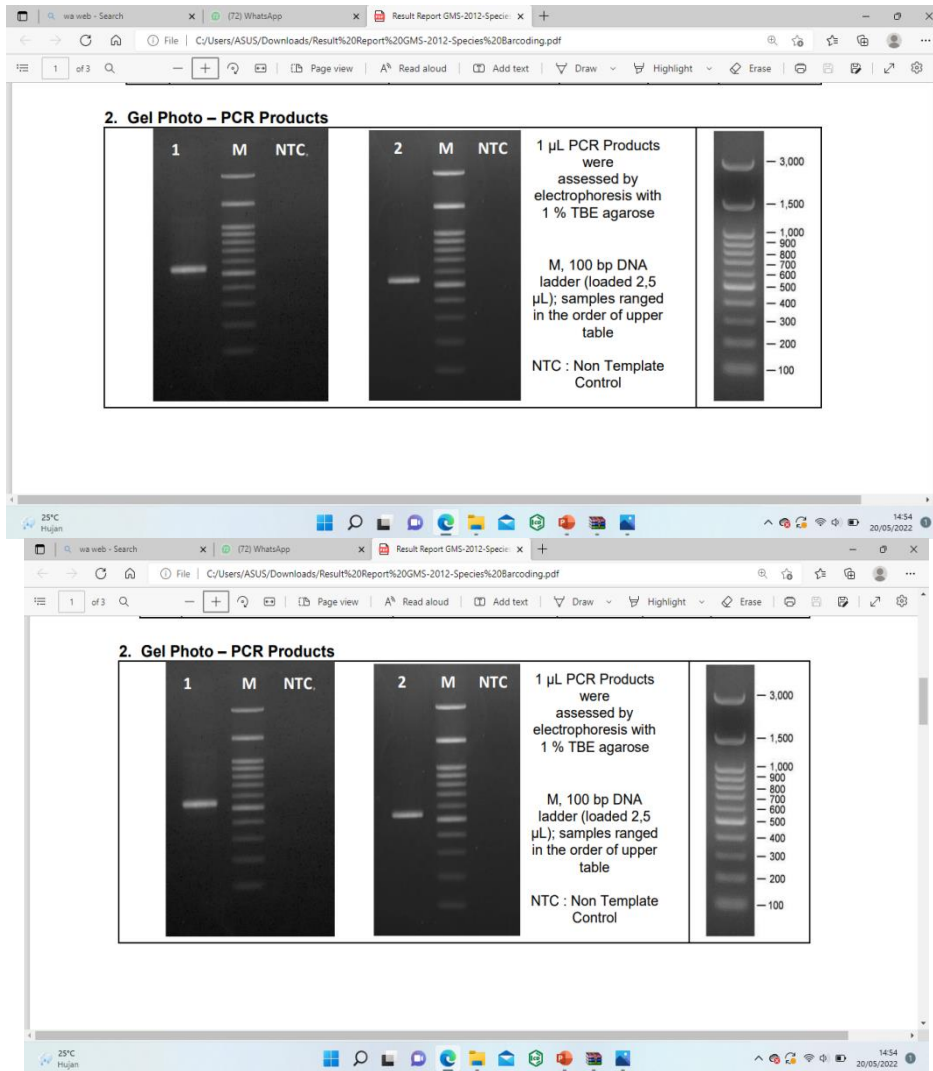 wa web - Search
(72) WhatsApp
Result Report GMS-2012-Specie
File C:/Users/ASUS/Downloads/Result%20Report%20GMS-2012-Species%20Barcoding.pdf
1 of 3 Page view Read aloud Add text Draw Highlight Erase
2. Gel Photo – PCR Products
1 M NTC
2 M NTC
1 µL PCR Products
were
assessed by
electrophoresis with
1 % TBE agarose
M, 100 bp DNA
ladder (loaded 2,5
µL); samples ranged
in the order of upper
table
NTC : Non Template
Control
3,000
1,500
1,000
900
800
700
600
500
400
300
200
100
25°C
Hujan
14:54
20/05/2022
wa web - Search
(72) WhatsApp
Result Report GMS-2012-Specie
File C:/Users/ASUS/Downloads/Result%20Report%20GMS-2012-Species%20Barcoding.pdf
1 of 3 Page view Read aloud Add text Draw Highlight Erase
2. Gel Photo – PCR Products
1 M NTC
2 M NTC
1 µL PCR Products
were
assessed by
electrophoresis with
1 % TBE agarose
M, 100 bp DNA
ladder (loaded 2,5
µL); samples ranged
in the order of upper
table
NTC : Non Template
Control
3,000
1,500
1,000
900
800
700
600
500
400
300
200
100
25°C
Hujan
14:54
20/05/2022